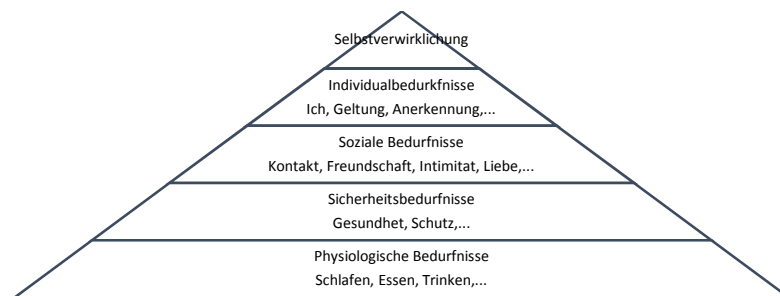 Selbstverwirklichung
Individualbedurkfnisse
Ich, Geltung, Anerkennung,...
Soziale Bedurfnisse
Kontakt, Freundschaft, Intimitat, Liebe,...
Sicherheitsbedurfnisse
Gesundhet, Schutz,...
Physiologische Bedurfnisse
Schlafen, Essen, Trinken,...